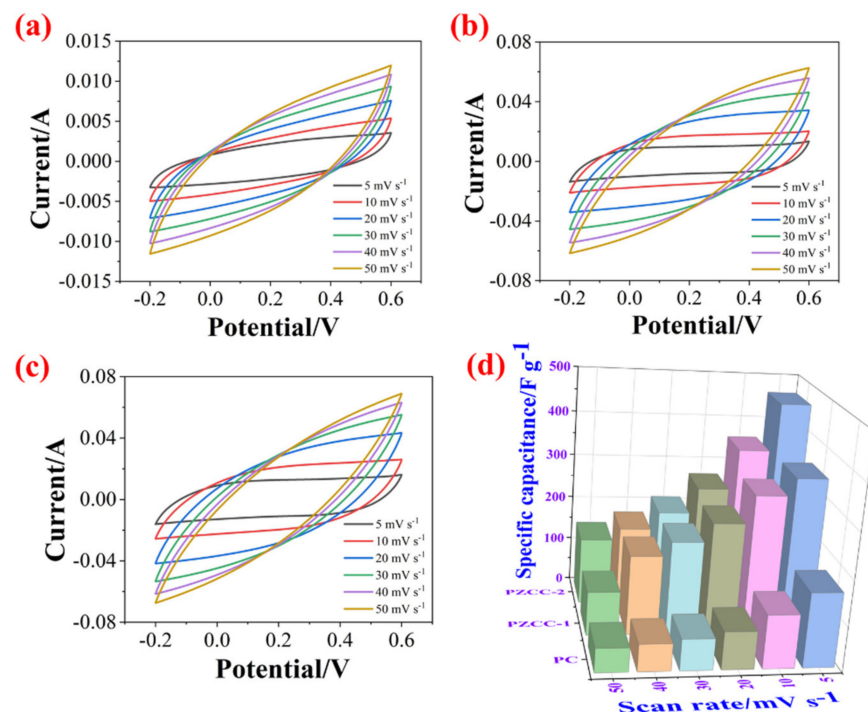 (a)
0.015
0.010
0.005
0.000
-0.005
-0.010
-0.015
Current/A
-0.2 0.0 0.2 0.4 0.6
Potential/V
5 mV s-1
10 mV s-1
20 mV s-1
30 mV s-1
40 mV s-1
50 mV s-1
(b)
0.08
0.04
0.00
-0.04
-0.08
Current/A
-0.2 0.0 0.2 0.4 0.6
Potential/V
5 mV s-1
10 mV s-1
20 mV s-1
30 mV s-1
40 mV s-1
50 mV s-1
(c)
0.08
0.04
0.00
-0.04
-0.08
Current/A
-0.2 0.0 0.2 0.4 0.6
Potential/V
5 mV s-1
10 mV s-1
20 mV s-1
30 mV s-1
40 mV s-1
50 mV s-1
(d)
Specific capacitance/F g-1
500
400
300
200
100
0
PZCC-2
PZCC-1
PC
50 40 30 20 10 5
Scan rate/mV s-1